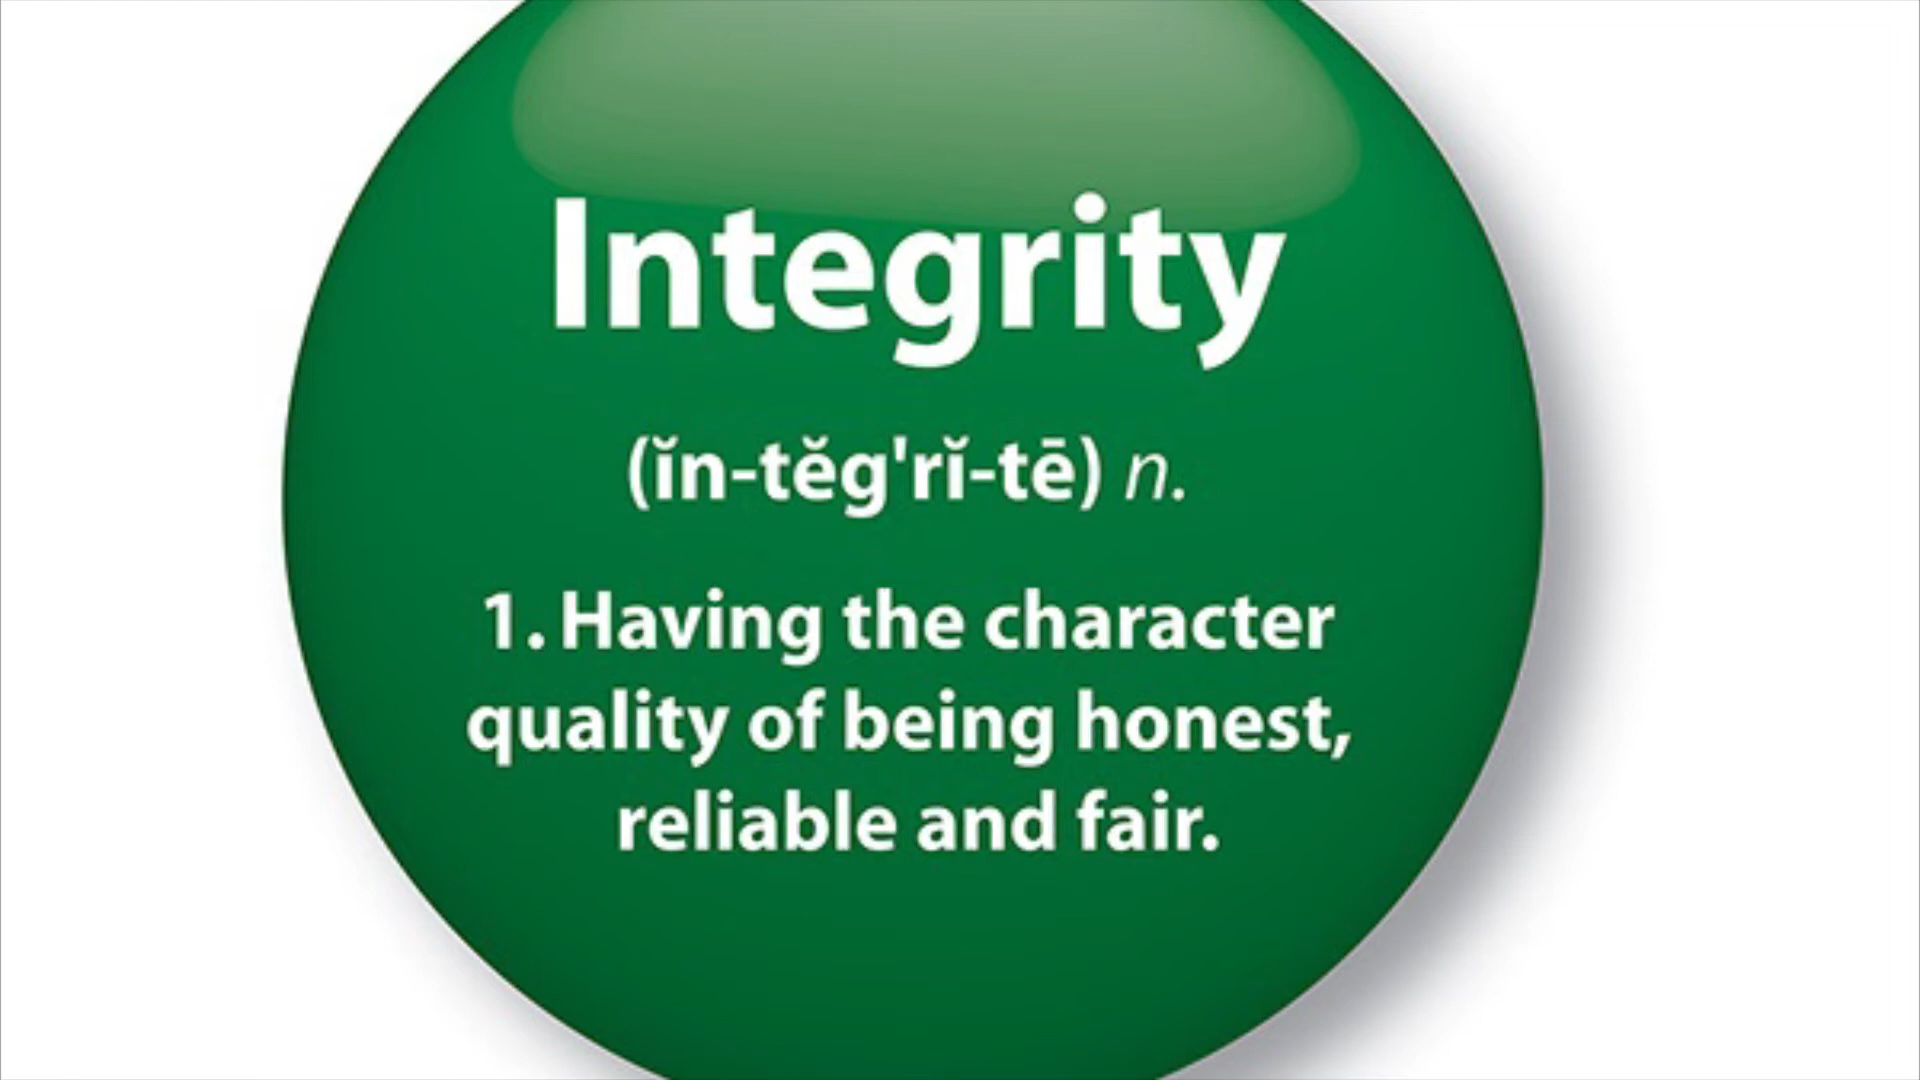 Integrity
(ĭn-tĕg'rĭ-tē) n.
1. Having the character
quality of being honest,
reliable and fair.